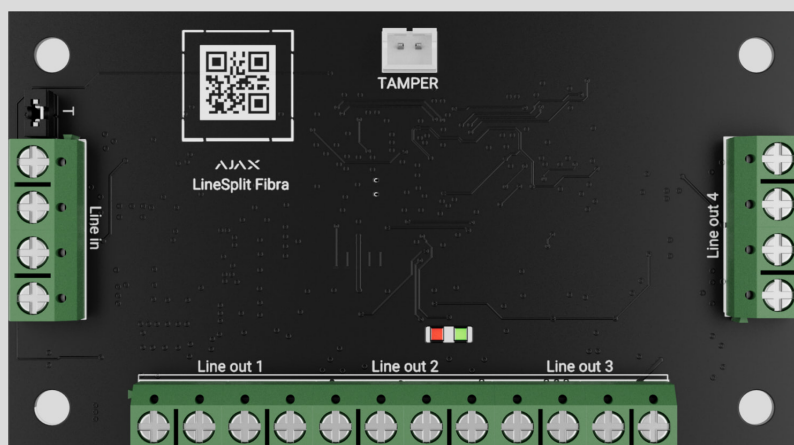 TAMPER
T
AJAX
LineSplit Fibra
Line in
Line out 4
Line out 1
Line out 2
Line out 3